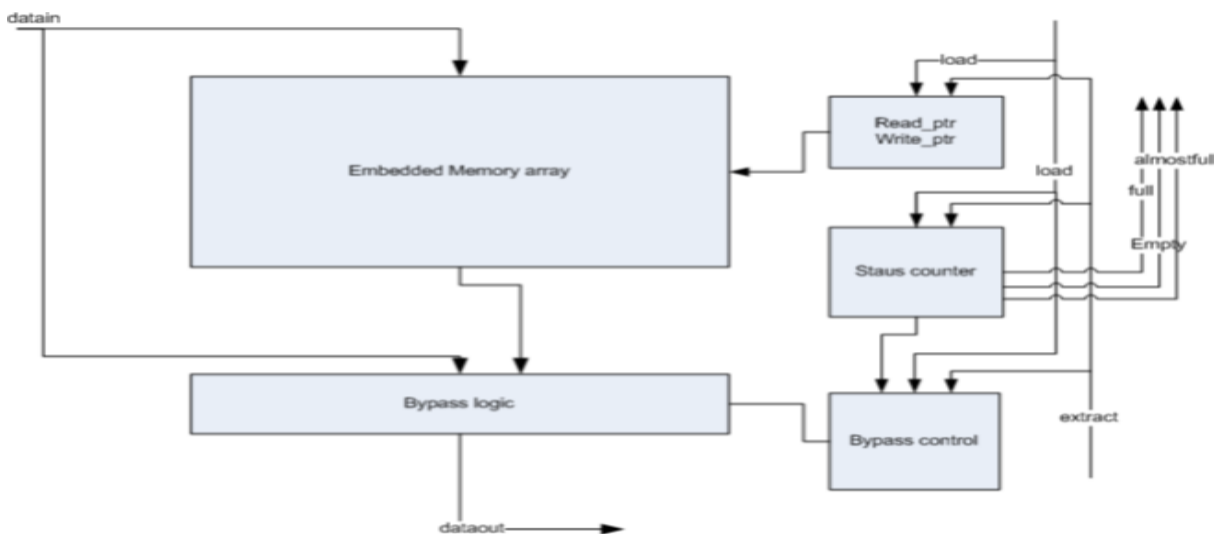 datain
load
Read_ptr
Write_ptr
Embedded Memory array
almostfull
load
full
Empty
Staus counter
Bypass logic
extract
Bypass control
dataout